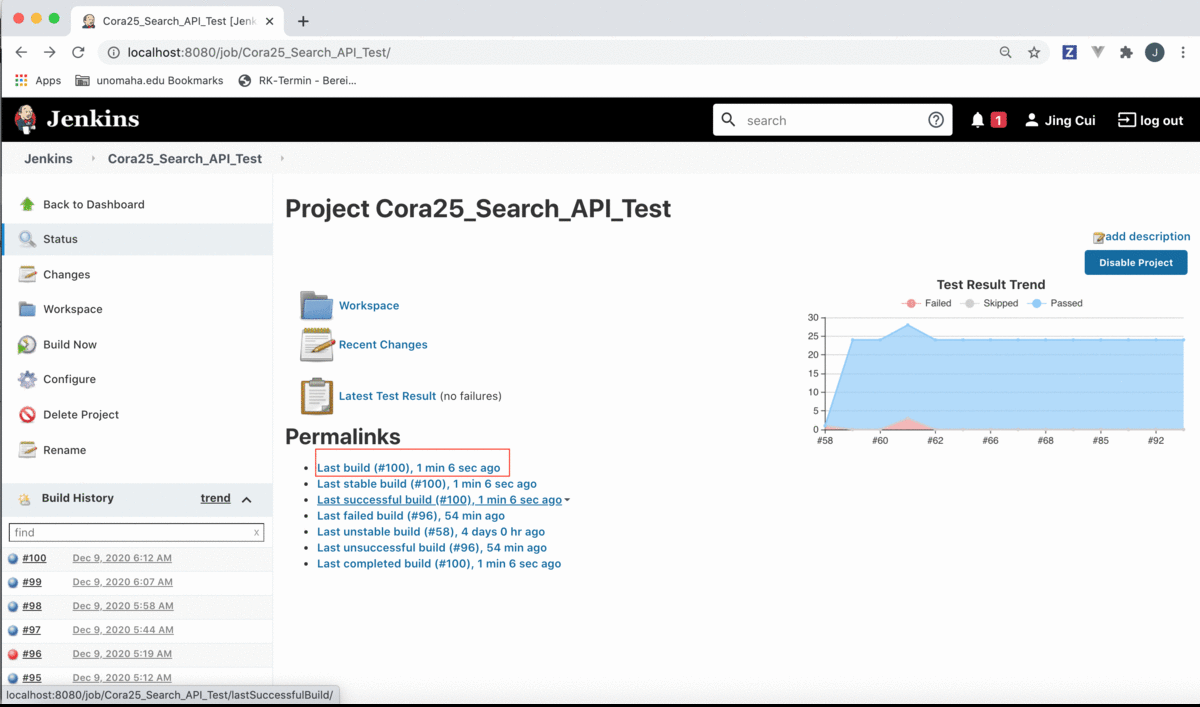 Cora25_Search_API_Test [Jenk
localhost:8080/job/Cora25_Search_API_Test/
Z J
Apps unomaha.edu Bookmarks RK-Termin - Berei...
Jenkins search 1 Jing Cui log out
Jenkins Cora25_Search_API_Test
Back to Dashboard
Status
Changes
Workspace
Build Now
Configure
Delete Project
Rename
Build History trend
find x
#100 Dec 9, 2020 6:12 AM
#99 Dec 9, 2020 6:07 AM
#98 Dec 9, 2020 5:58 AM
#97 Dec 9, 2020 5:44 AM
#96 Dec 9, 2020 5:19 AM
#95 Dec 9, 2020 5:12 AM
localhost:8080/job/Cora25_Search_API_Test/lastSuccessfulBuild/
Project Cora25_Search_API_Test
add description
Disable Project
Workspace
Recent Changes
Latest Test Result (no failures)
Permalinks
Last build (#100), 1 min 6 sec ago
Last stable build (#100), 1 min 6 sec ago
Last successful build (#100), 1 min 6 sec ago
Last failed build (#96), 54 min ago
Last unstable build (#58), 4 days 0 hr ago
Last unsuccessful build (#96), 54 min ago
Last completed build (#100), 1 min 6 sec ago
Test Result Trend
Failed Skipped Passed
30
25
20
15
10
5
0
#58 #60 #62 #66 #68 #85 #92